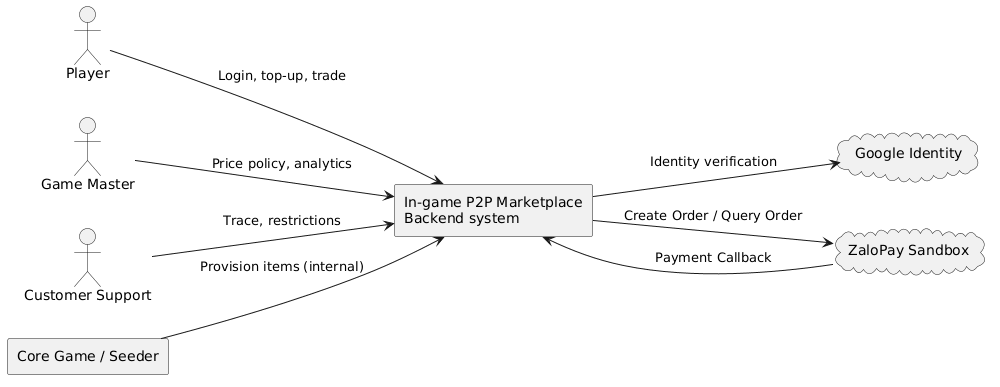 Player
Login, top-up, trade
Game Master
Price policy, analytics
Customer Support
Trace, restrictions
Provision items (internal)
Core Game / Seeder
In-game P2P Marketplace
Backend system
Identity verification
Google Identity
Create Order / Query Order
Payment Callback
ZaloPay Sandbox